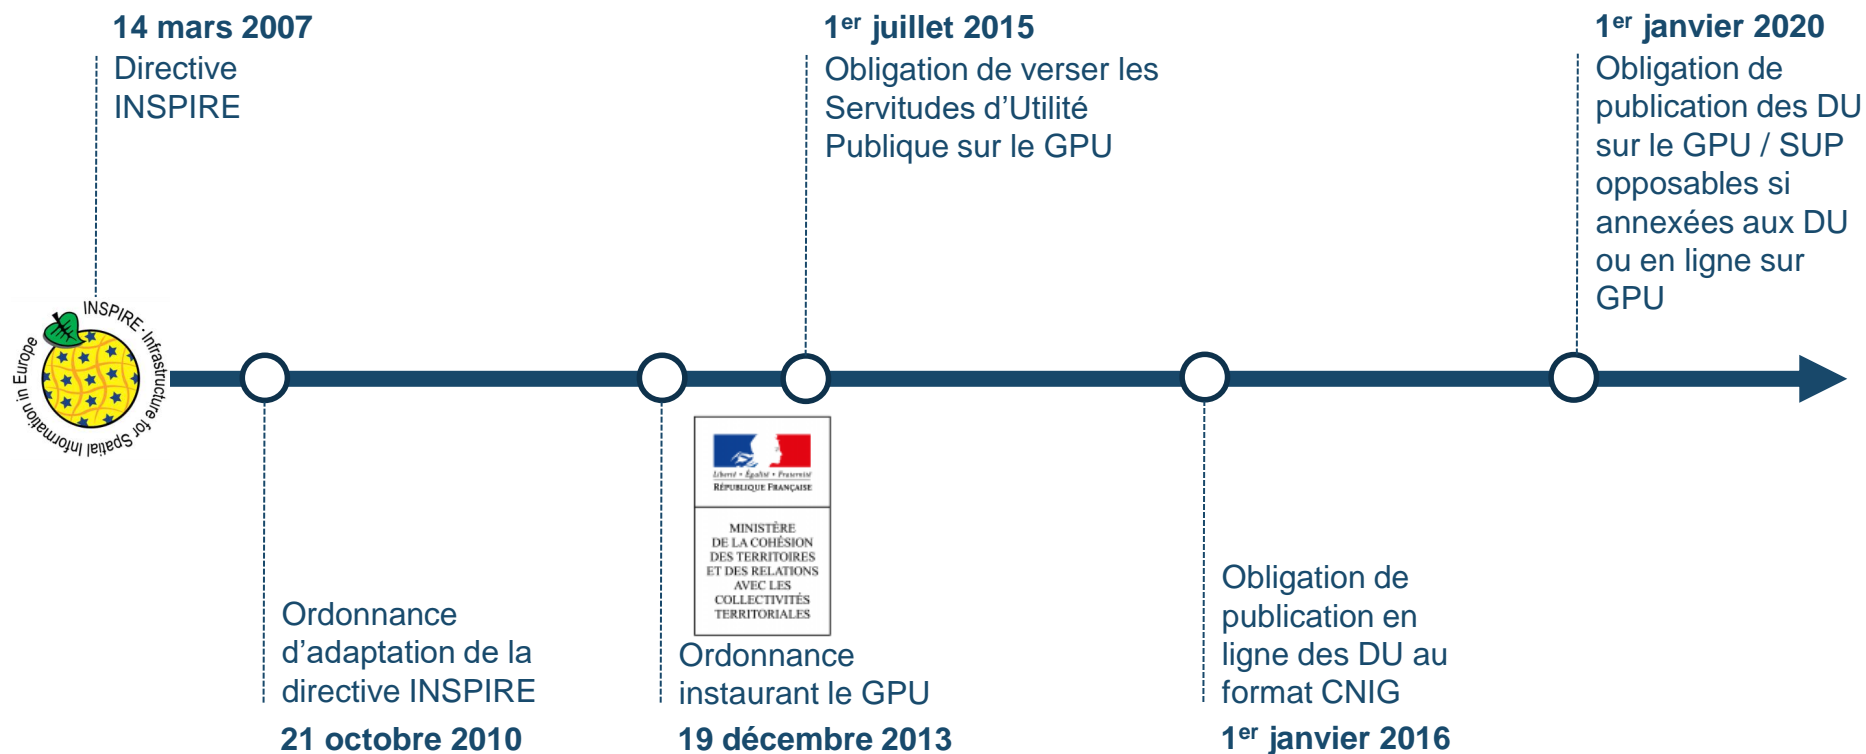 14 mars 2007
Directive
INSPIRE
1er juillet 2015
Obligation de verser les
Servitudes d’Utilité
Publique sur le GPU
1er janvier 2020
Obligation de
publication des DU
sur le GPU / SUP
opposables si
annexées aux DU
ou en ligne sur
GPU
INSPIRE · Infrastructure for Spatial Information in Europe
Liberté • Égalité • Fraternité
RÉPUBLIQUE FRANÇAISE
MINISTÈRE
DE LA COHÉSION
DES TERRITOIRES
ET DES RELATIONS
AVEC LES
COLLECTIVITÉS
TERRITORIALES
Ordonnance
d’adaptation de la
directive INSPIRE
21 octobre 2010
Ordonnance
instaurant le GPU
19 décembre 2013
Obligation de
publication en
ligne des DU au
format CNIG
1er janvier 2016